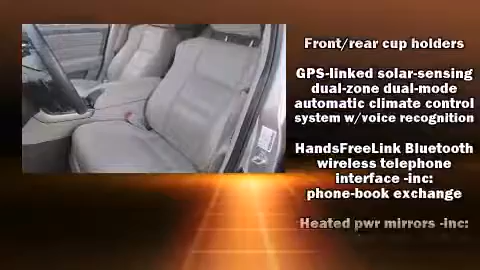 Front/rear cup holders
GPS-linked solar-sensing
dual-zone dual-mode
automatic climate control
system w/voice recognition
HandsFreeLink Bluetooth
wireless telephone
interface -inc:
phone-book exchange
Heated pwr mirrors -inc: